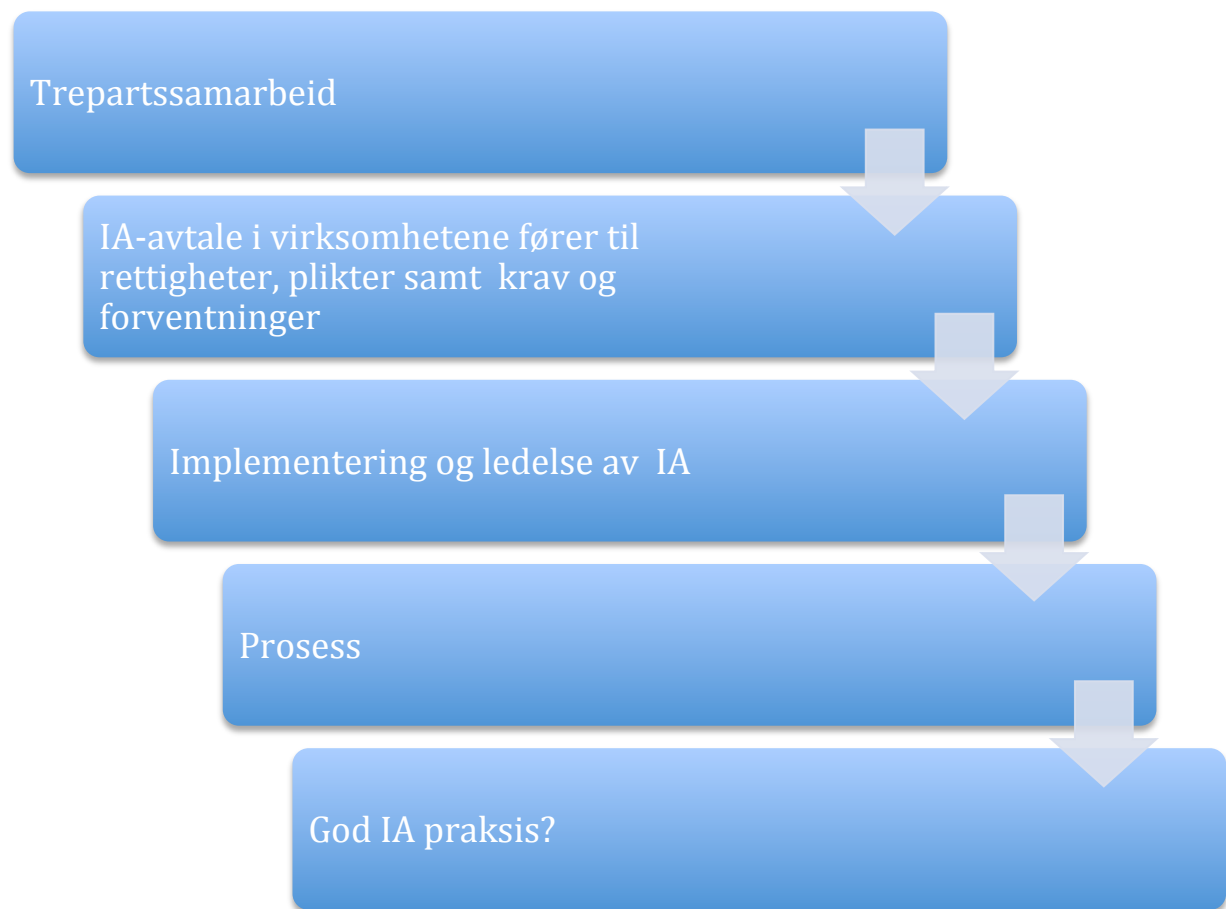 Trepartssamarbeid
IA-avtale i virksomhetene fører til
rettigheter, plikter samt  krav og
forventninger
Implementering og ledelse av  IA
Prosess
God IA praksis?